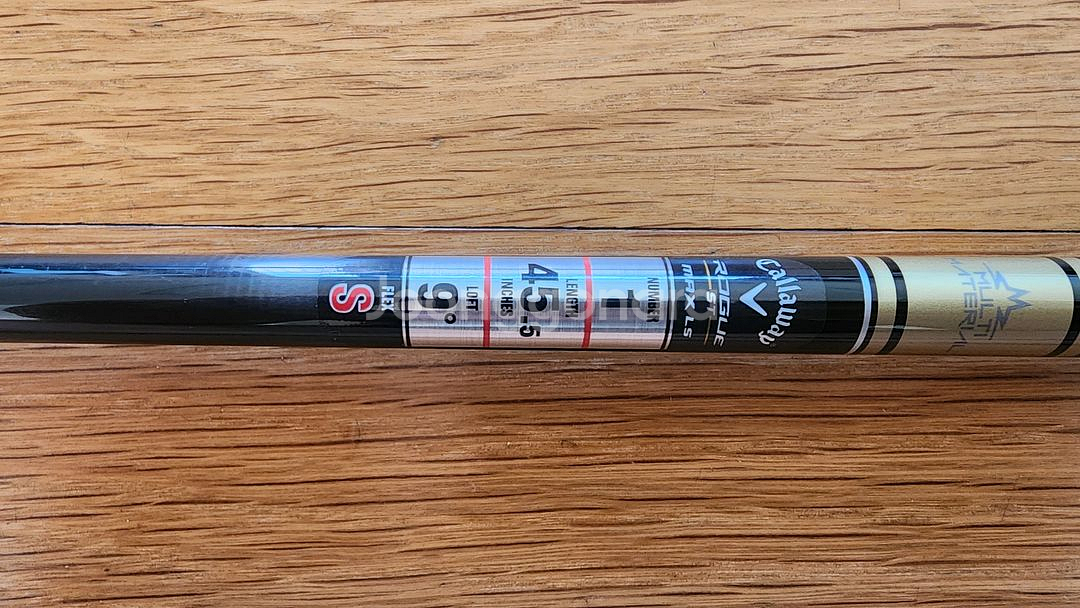 Callaway
ROGUE
ST
MAX LS
NUMBER
1
LENGTH
45.5
INCHES
LOFT
9°
FLEX
S
MULTI
MATERIAL